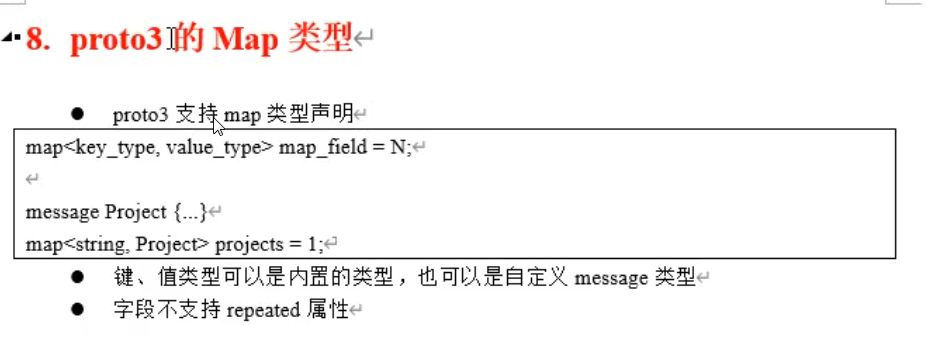 8. proto3 的 Map 类型
● proto3 支持 map 类型声明
map<key_type, value_type> map_field = N;
message Project {...}
map<string, Project> projects = 1;
● 键、值类型可以是内置的类型，也可以是自定义 message 类型
● 字段不支持 repeated 属性